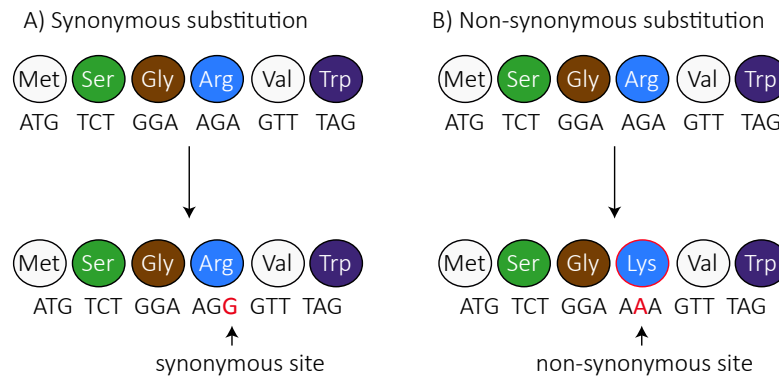 A) Synonymous substitution
Met Ser Gly Arg Val Trp
ATG TCT GGA AGA GTT TAG
Met Ser Gly Arg Val Trp
ATG TCT GGA AGG GTT TAG
synonymous site
B) Non-synonymous substitution
Met Ser Gly Arg Val Trp
ATG TCT GGA AGA GTT TAG
Met Ser Gly Lys Val Trp
ATG TCT GGA AAA GTT TAG
non-synonymous site